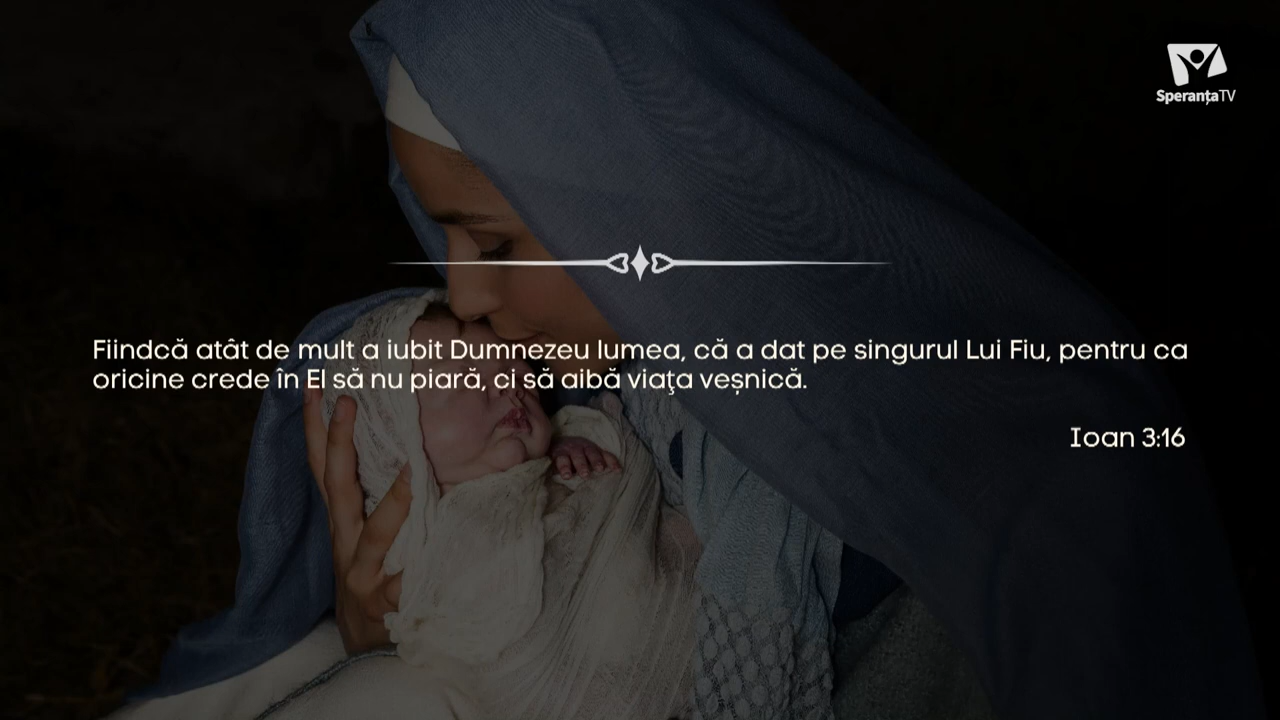 SperanțaTV
Fiindcă atât de mult a iubit Dumnezeu lumea, că a dat pe singurul Lui Fiu, pentru ca
oricine crede în El să nu piară, ci să aibă viaţa veșnică.
Ioan 3:16